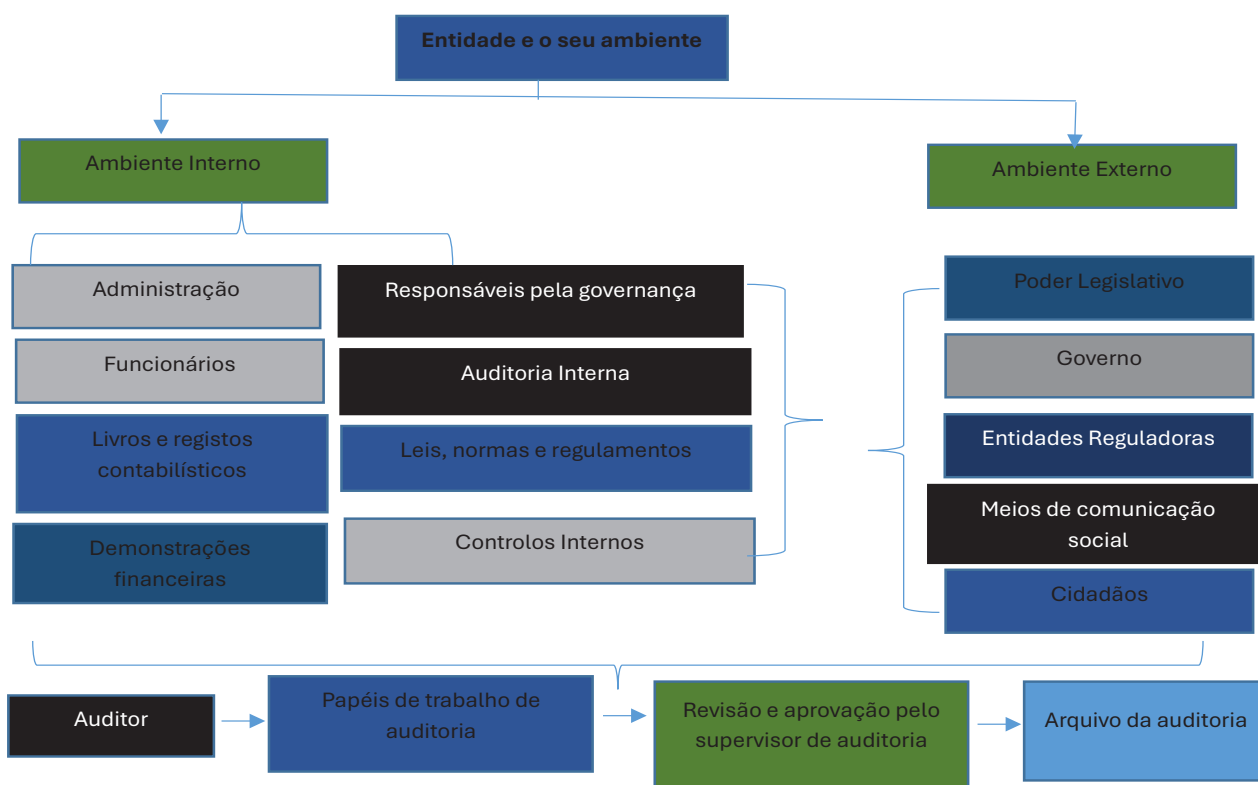 Entidade e o seu ambiente
Ambiente Interno
Ambiente Externo
Administração
Responsáveis pela governança
Poder Legislativo
Funcionários
Auditoria Interna
Governo
Livros e registos
contabilísticos
Leis, normas e regulamentos
Entidades Reguladoras
Meios de comunicação
social
Demonstrações
financeiras
Controlos Internos
Cidadãos
Auditor
Papéis de trabalho de
auditoria
Revisão e aprovação pelo
supervisor de auditoria
Arquivo da auditoria